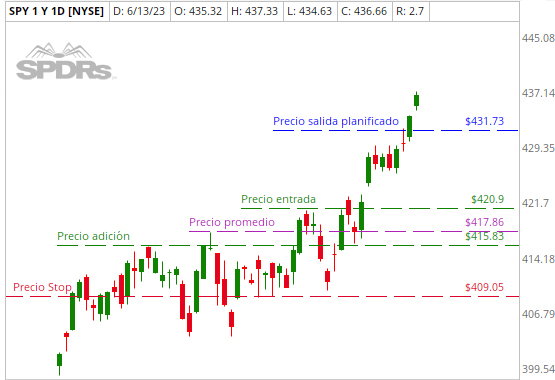 SPY 1 Y 1D [NYSE] D: 6/13/23 O: 435.32 H: 437.33 L: 434.63 C: 436.66 R: 2.7
445.08
SPDRs
437.14
Precio salida planificado $431.73
429.35
Precio entrada $420.9
421.7
Precio promedio $417.86
Precio adición $415.83
414.18
Precio Stop $409.05
406.79
399.54